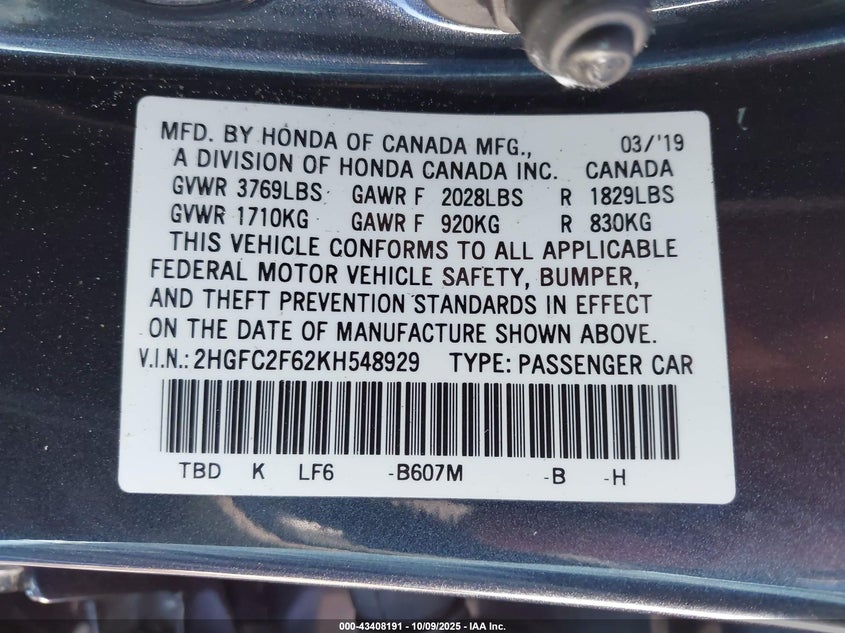 MFD. BY HONDA OF CANADA MFG., 03/'19
A DIVISION OF HONDA CANADA INC. CANADA
GVWR 3769LBS GAWR F 2028LBS R 1829LBS
GVWR 1710KG GAWR F 920KG R 830KG
THIS VEHICLE CONFORMS TO ALL APPLICABLE
FEDERAL MOTOR VEHICLE SAFETY, BUMPER,
AND THEFT PREVENTION STANDARDS IN EFFECT
ON THE DATE OF MANUFACTURE SHOWN ABOVE.
V.I.N.: 2HGFC2F62KH548929 TYPE: PASSENGER CAR
TBD K LF6 -B607M -B -H
000-43408191 - 10/09/2025 - IAA Inc.